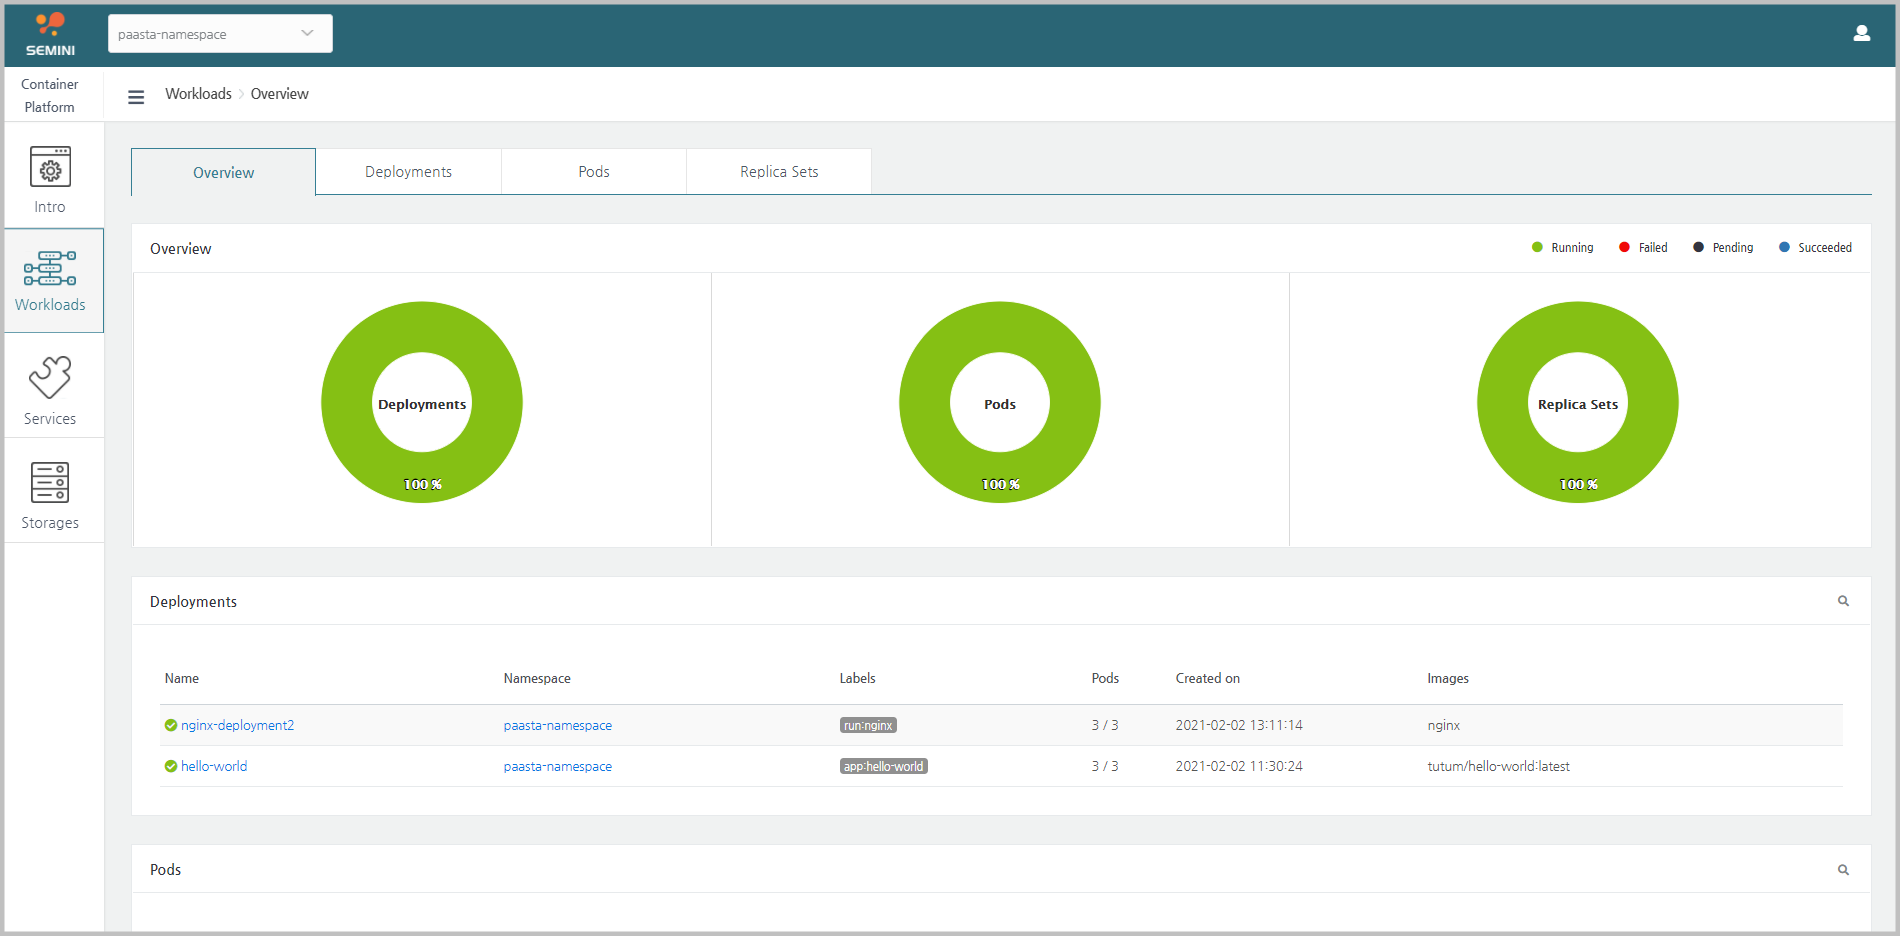 SEMINI
paasta-namespace
Container
Platform
Workloads > Overview
Intro
Workloads
Services
Storages
Overview
Deployments
Pods
Replica Sets
Overview
Running
Failed
Pending
Succeeded
Deployments
100 %
Pods
100 %
Replica Sets
100 %
Deployments
Name Namespace Labels Pods Created on Images
nginx-deployment2 paasta-namespace run:nginx 3 / 3 2021-02-02 13:11:14 nginx
hello-world paasta-namespace app:hello-world 3 / 3 2021-02-02 11:30:24 tutum/hello-world:latest
Pods